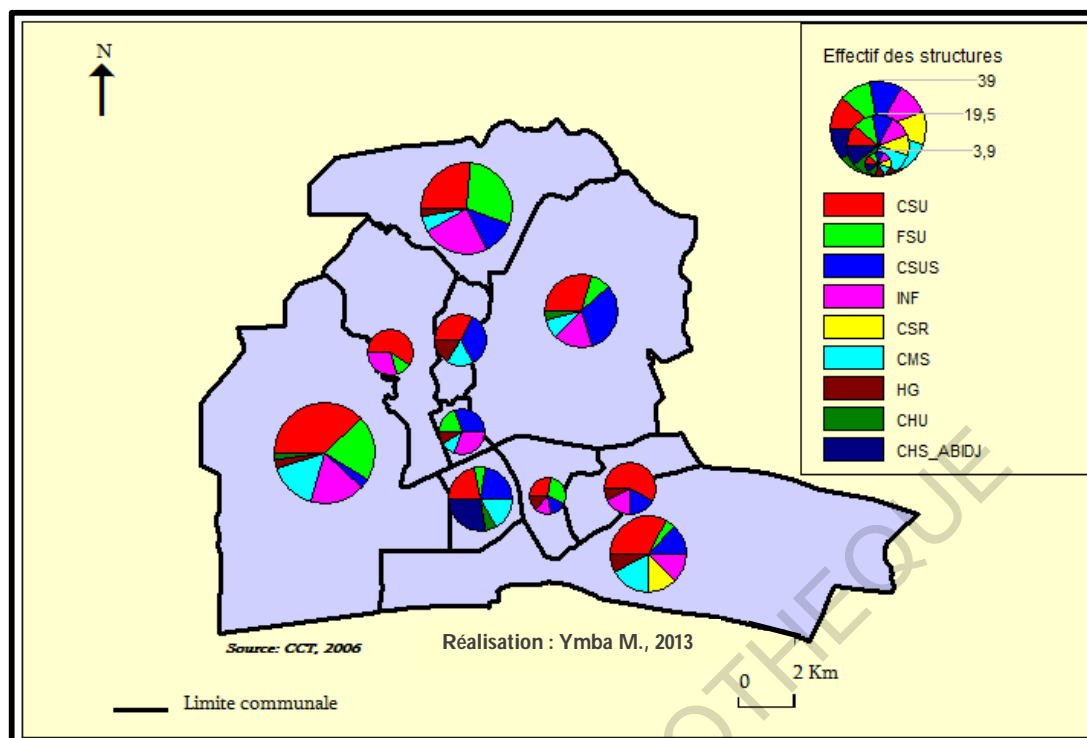 N
Effectif des structures
39
19,5
3,9
CSU
FSU
CSUS
INF
CSR
CMS
HG
CHU
CHS_ABIDJ
Source: CCT, 2006
Réalisation : Ymba M., 2013
0
2 Km
Limite communale
OTHEQUE